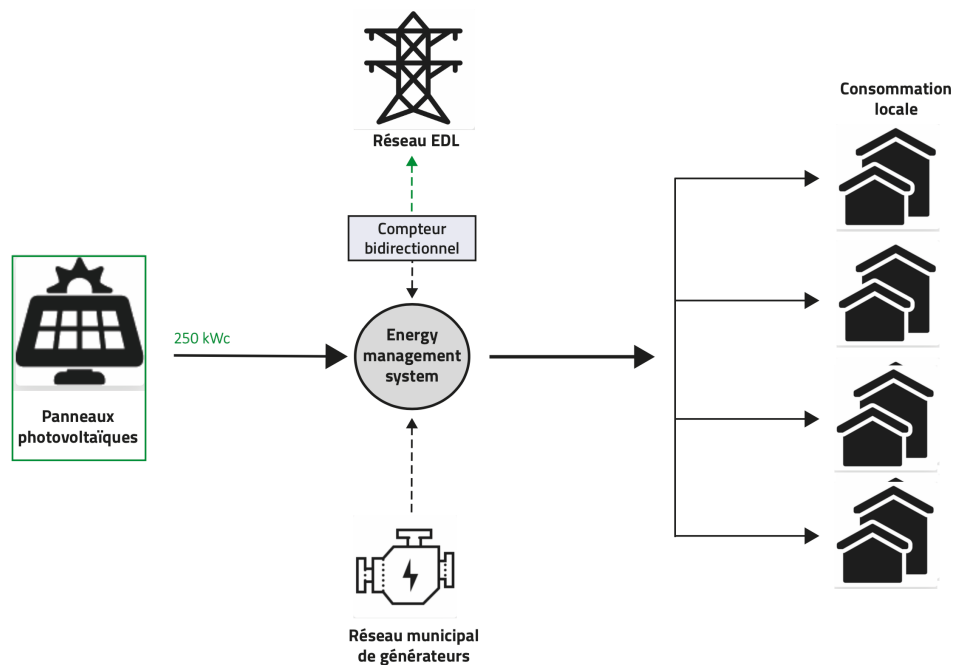 Réseau EDL
Consommation
locale
Compteur
bidirectionnel
250 kWc
Energy
management
system
Panneaux
photovoltaïques
Réseau municipal
de générateurs